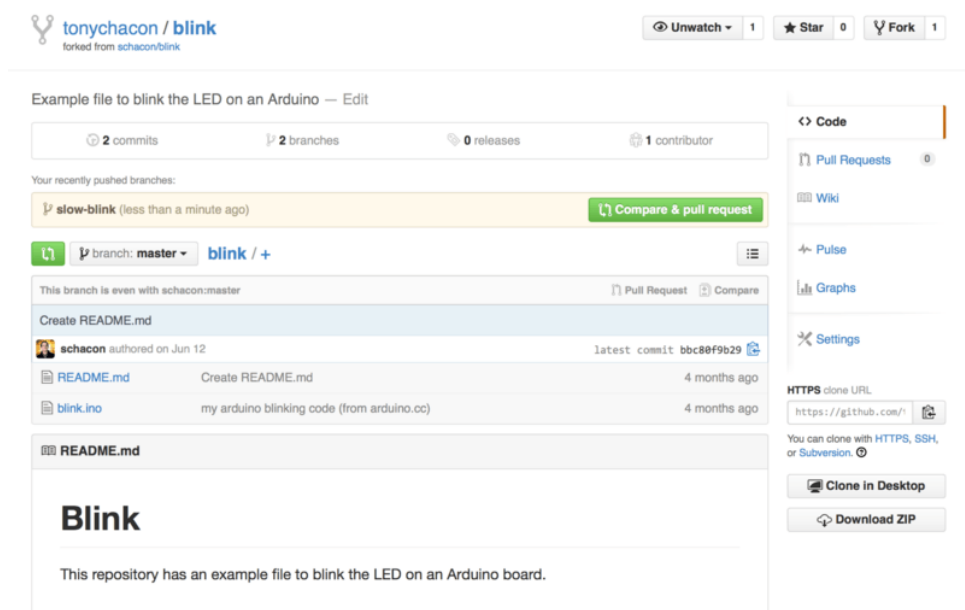 tonychacon / blink
forked from schacon/blink
Unwatch 1 Star 0 Fork 1
Example file to blink the LED on an Arduino — Edit
2 commits 2 branches 0 releases 1 contributor
Your recently pushed branches:
slow-blink (less than a minute ago) Compare & pull request
branch: master blink / +
This branch is even with schacon:master Pull Request Compare
Create README.md
schacon authored on Jun 12 latest commit bbc80f9b29
README.md Create README.md 4 months ago
blink.ino my arduino blinking code (from arduino.cc) 4 months ago
README.md
Blink
This repository has an example file to blink the LED on an Arduino board.
Code
Pull Requests 0
Wiki
Pulse
Graphs
Settings
HTTPS clone URL
https://github.com/
You can clone with HTTPS, SSH,
or Subversion.
Clone in Desktop
Download ZIP